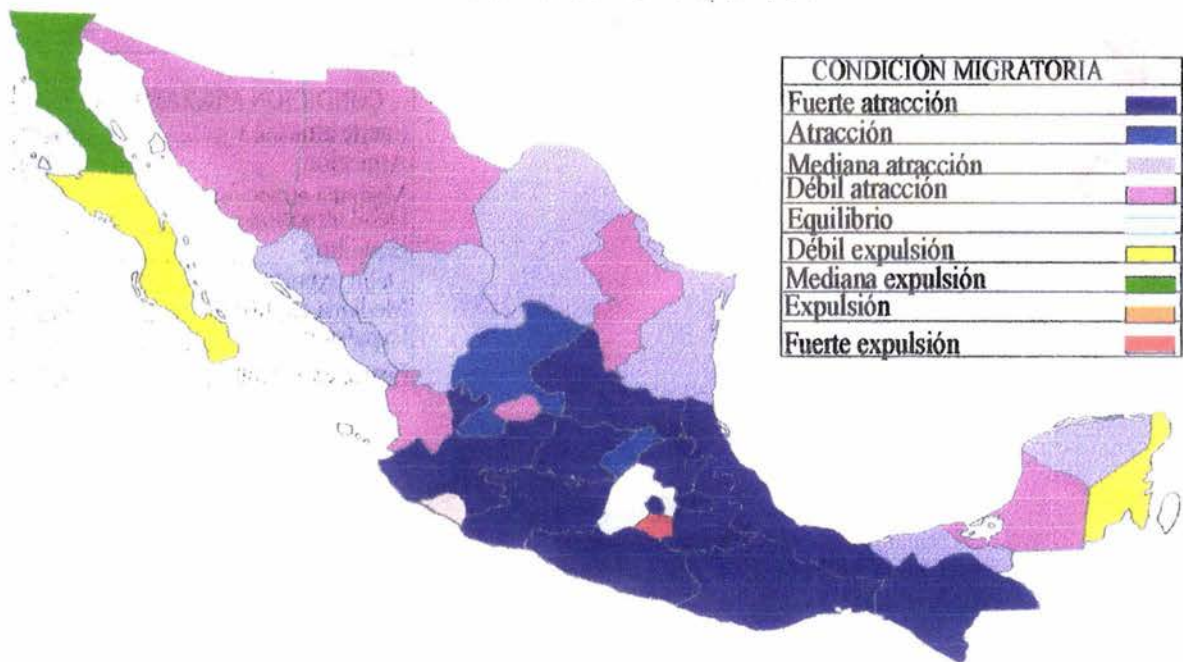 CONDICIÓN MIGRATORIA
Fuerte atracción
Atracción
Mediana atracción
Débil atracción
Equilibrio
Débil expulsión
Mediana expulsión
Expulsión
Fuerte expulsión